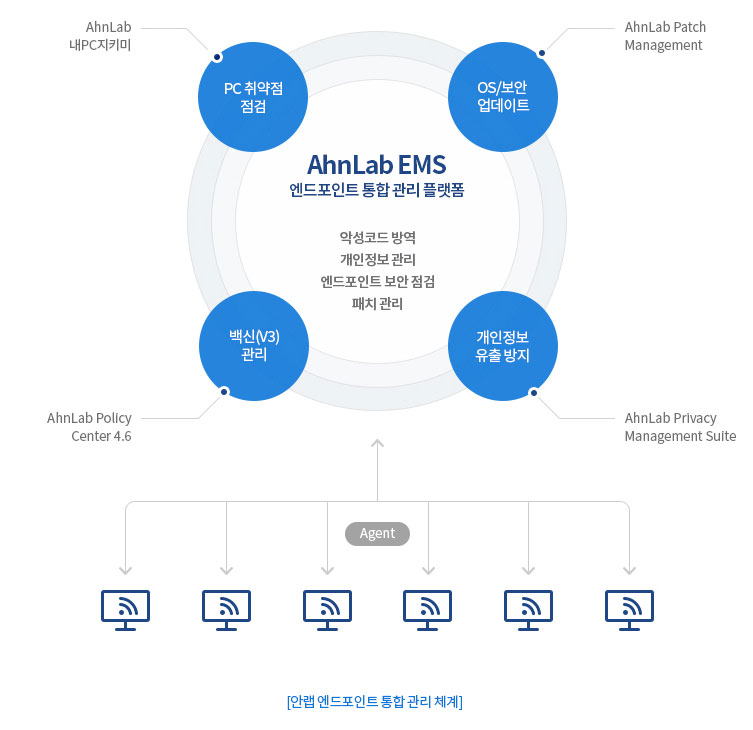 AhnLab
내PC지키미
AhnLab Patch
Management
PC 취약점
점검
OS/보안
업데이트
AhnLab EMS
엔드포인트 통합 관리 플랫폼
악성코드 방역
개인정보 관리
엔드포인트 보안 점검
패치 관리
백신(V3)
관리
개인정보
유출 방지
AhnLab Policy
Center 4.6
AhnLab Privacy
Management Suite
Agent
[안랩 엔드포인트 통합 관리 체계]